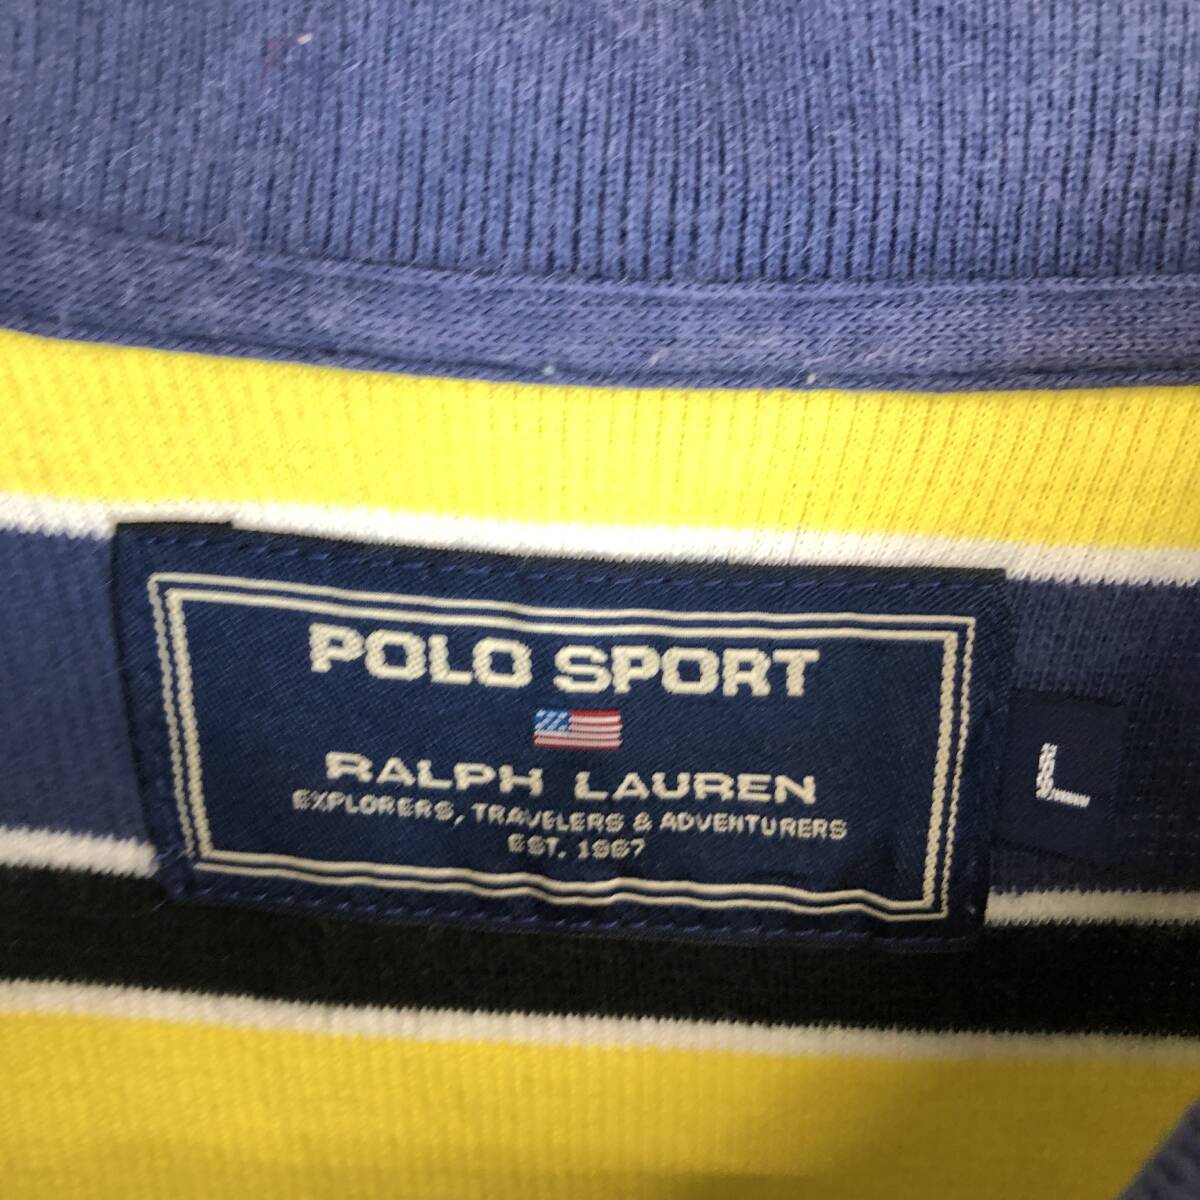 POLO SPORT
RALPH LAUREN
EXPLORERS, TRAVELERS & ADVENTURERS
EST. 1967
L